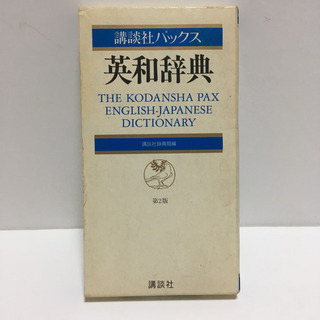 講談社パックス
英和辞典
THE KODANSHA PAX
ENGLISH-JAPANESE
DICTIONARY
講談社辞典局編
第2版
講談社